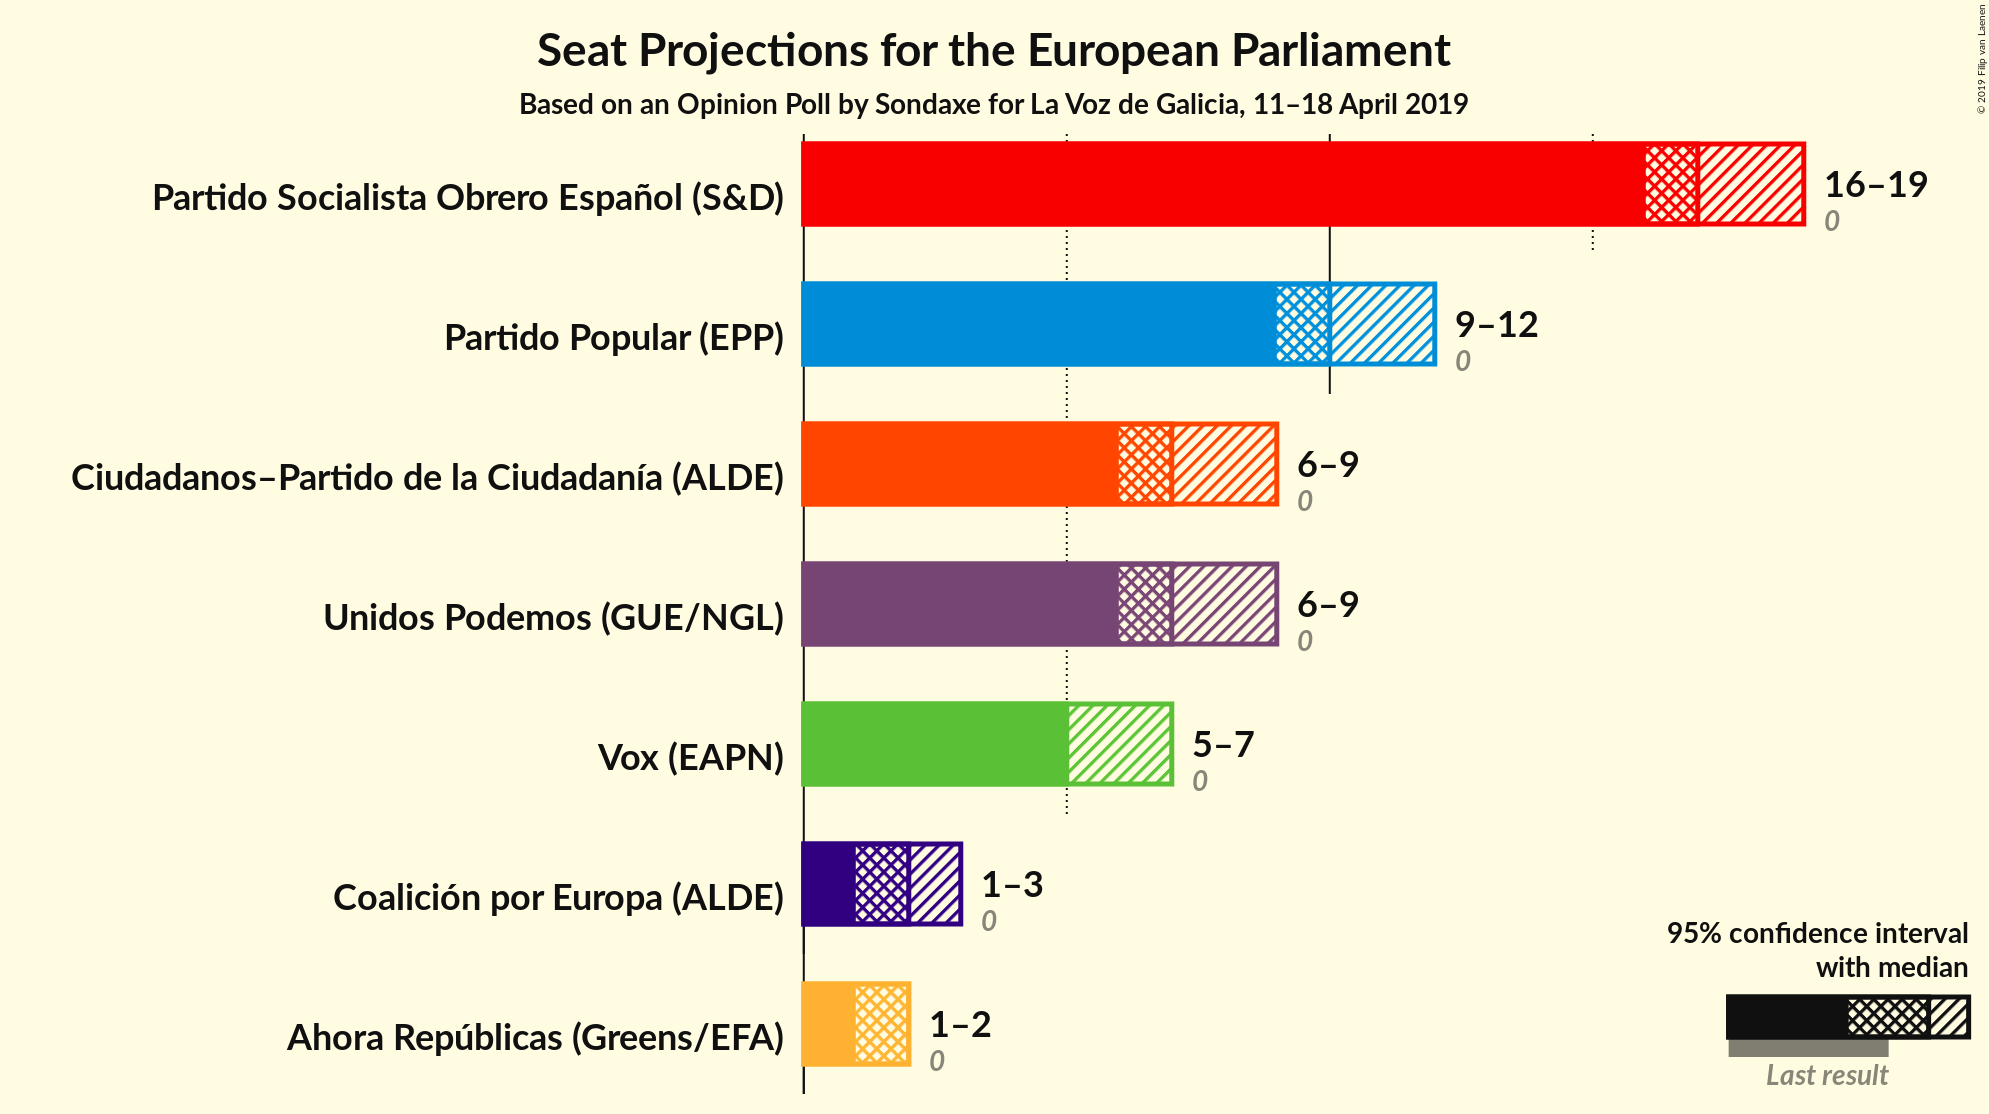 Seat Projections for the European Parliament
Based on an Opinion Poll by Sondaxe for La Voz de Galicia, 11–18 April 2019
© 2019 Filip van Laenen
Partido Socialista Obrero Español (S&D)
16–19
0
Partido Popular (EPP)
9–12
0
Ciudadanos–Partido de la Ciudadanía (ALDE)
6–9
0
Unidos Podemos (GUE/NGL)
6–9
0
Vox (EAPN)
5–7
0
Coalición por Europa (ALDE)
1–3
0
Ahora Repúblicas (Greens/EFA)
1–2
0
95% confidence interval
with median
Last result